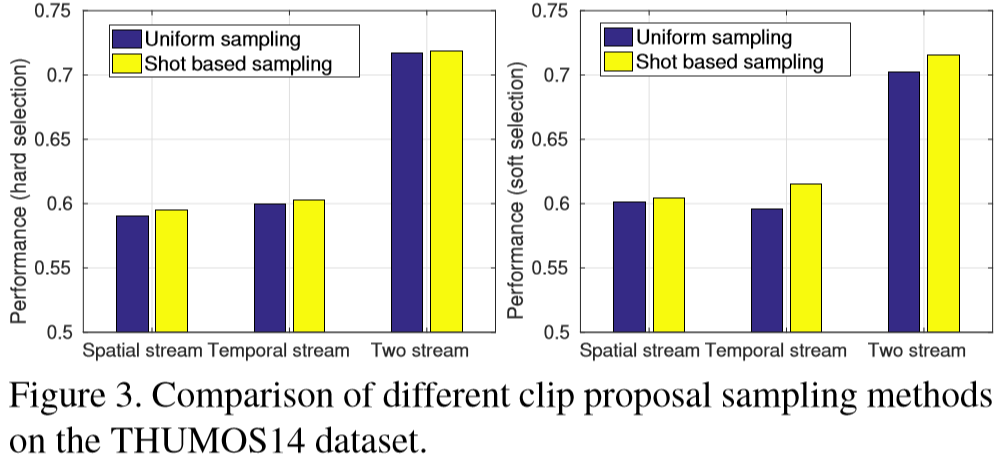 0.75
0.7
0.65
0.6
0.55
0.5
Performance (hard selection)
Uniform sampling
Shot based sampling
Spatial stream Temporal stream Two stream
0.75
0.7
0.65
0.6
0.55
0.5
Performance (soft selection)
Uniform sampling
Shot based sampling
Spatial stream Temporal stream Two stream
Figure 3. Comparison of different clip proposal sampling methods
on the THUMOS14 dataset.